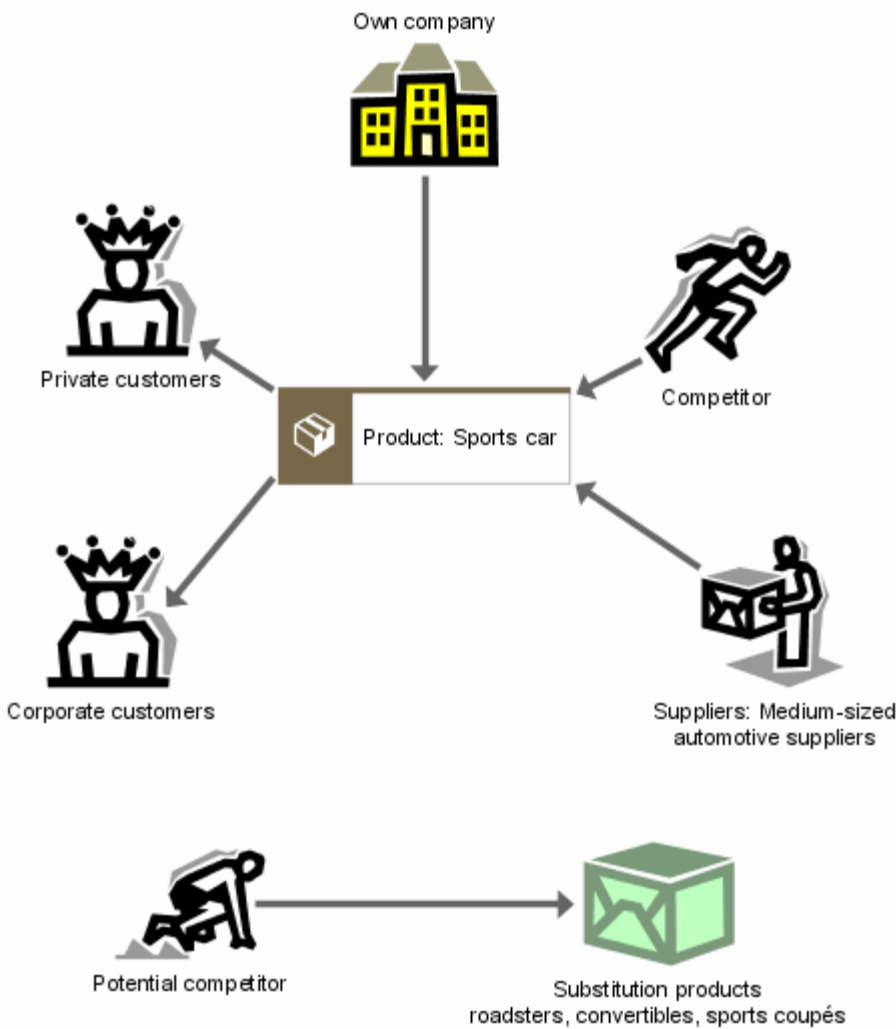 Own company
Private customers
Competitor
Product: Sports car
Corporate customers
Suppliers: Medium-sized
automotive suppliers
Potential competitor
Substitution products
roadsters, convertibles, sports coupés